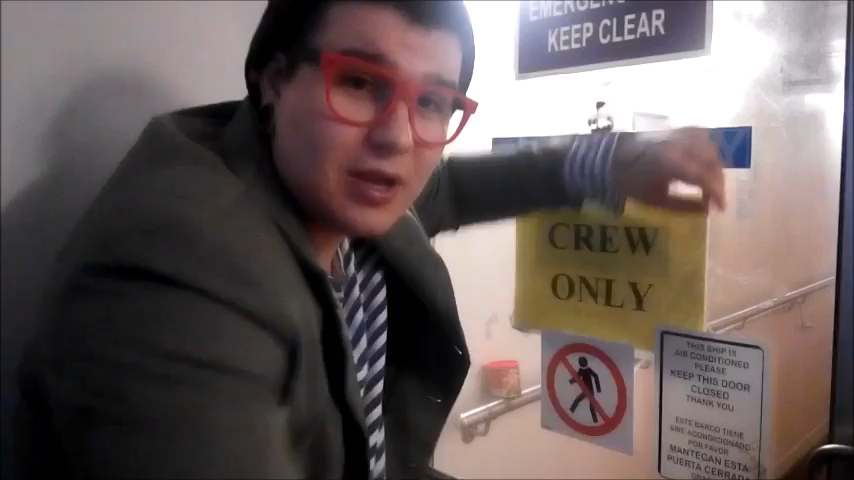 KEEP CLEAR
CREW
ONLY
THIS SHIP IS
AIR CONDITIONED
PLEASE
KEEP THIS DOOR
CLOSED
THANK YOU
ESTE BARCO TIENE
AIRE ACONDICIONADO
POR FAVOR
MANTEGAN ESTA
PUERTA CERRADA